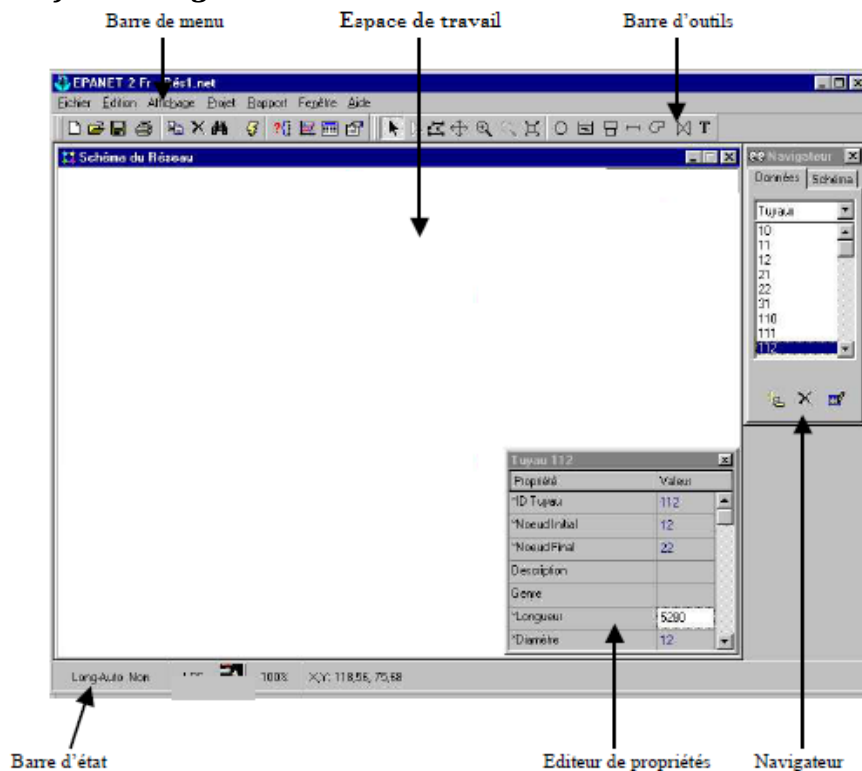 Barre de menu Espace de travail Barre d'outils
EPANET 2 Fr - Rés1.net
Fichier Édition Affichage Projet Rapport Fenêtre Aide
T
Schéma du Réseau
Navigateur
Données Schéma
Tuyaux
10
11
12
21
22
31
110
111
112
Tuyau 112
Propriété Valeur
*ID Tuyau 112
*Noeud Initial 12
*Noeud Final 22
Description
Genre
*Longueur 5280
*Diamètre 12
Long-Auto Non 100% X,Y: 118,56, 75,68
Barre d'état Editeur de propriétés Navigateur